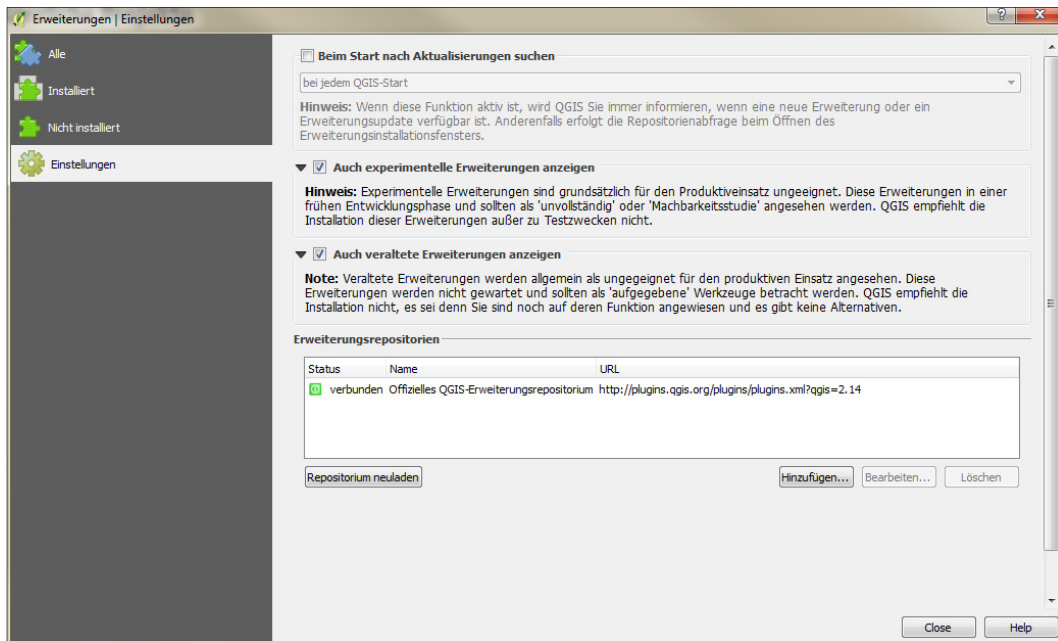 Erweiterungen | Einstellungen
Alle
Installiert
Nicht installiert
Einstellungen
Beim Start nach Aktualisierungen suchen
bei jedem QGIS-Start
Hinweis: Wenn diese Funktion aktiv ist, wird QGIS Sie immer informieren, wenn eine neue Erweiterung oder ein
Erweiterungsupdate verfügbar ist. Anderenfalls erfolgt die Repositorienabfrage beim Öffnen des
Erweiterungsinstallationsfensters.
Auch experimentelle Erweiterungen anzeigen
Hinweis: Experimentelle Erweiterungen sind grundsätzlich für den Produktiveinsatz ungeeignet. Diese Erweiterungen in einer
frühen Entwicklungsphase und sollten als 'unvollständig' oder 'Machbarkeitsstudie' angesehen werden. QGIS empfiehlt die
Installation dieser Erweiterungen außer zu Testzwecken nicht.
Auch veraltete Erweiterungen anzeigen
Note: Veraltete Erweiterungen werden allgemein als ungegeignet für den produktiven Einsatz angesehen. Diese
Erweiterungen werden nicht gewartet und sollten als 'aufgegebene' Werkzeuge betracht werden. QGIS empfiehlt die
Installation nicht, es sei denn Sie sind noch auf deren Funktion angewiesen und es gibt keine Alternativen.
Erweiterungsrepositorien
Status Name URL
verbunden Offizielles QGIS-Erweiterungsrepositorium http://plugins.qgis.org/plugins/plugins.xml?qgis=2.14
Repositorium neuladen Hinzufügen... Bearbeiten... Löschen
Close Help